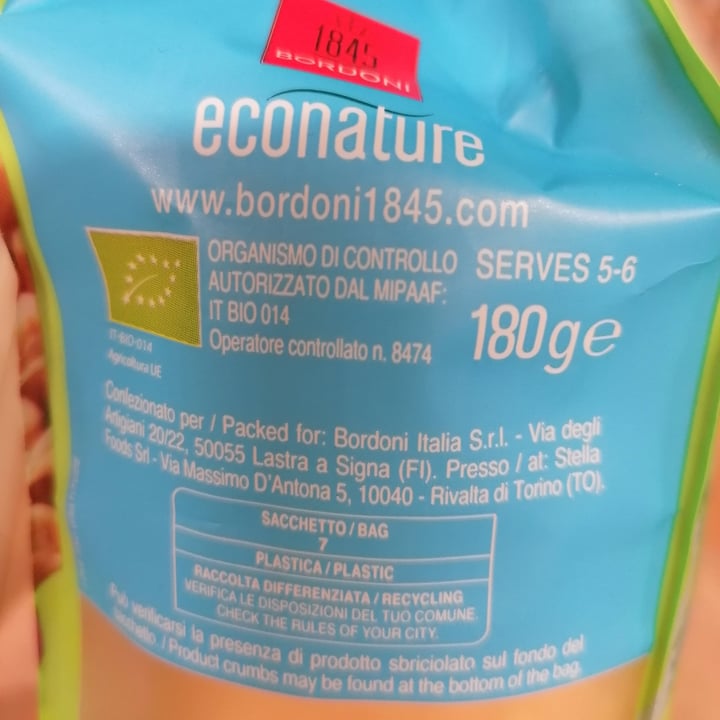 1845
BORDONI
econature
www.bordoni1845.com
ORGANISMO DI CONTROLLO
AUTORIZZATO DAL MIPAAF:
IT BIO 014
Operatore controllato n. 8474
SERVES 5-6
180g e
IT-BIO-014
Agricoltura UE
Confezionato per / Packed for: Bordoni Italia S.r.l. - Via degli
Artigiani 20/22, 50055 Lastra a Signa (FI). Presso / at: Stella
Foods Srl - Via Massimo D'Antona 5, 10040 - Rivalta di Torino (TO).
SACCHETTO / BAG
7
PLASTICA / PLASTIC
RACCOLTA DIFFERENZIATA / RECYCLING
VERIFICA LE DISPOSIZIONI DEL TUO COMUNE.
CHECK THE RULES OF YOUR CITY.
Può verificarsi la presenza di prodotto sbriciolato sul fondo del
sacchetto. / Product crumbs may be found at the bottom of the bag.